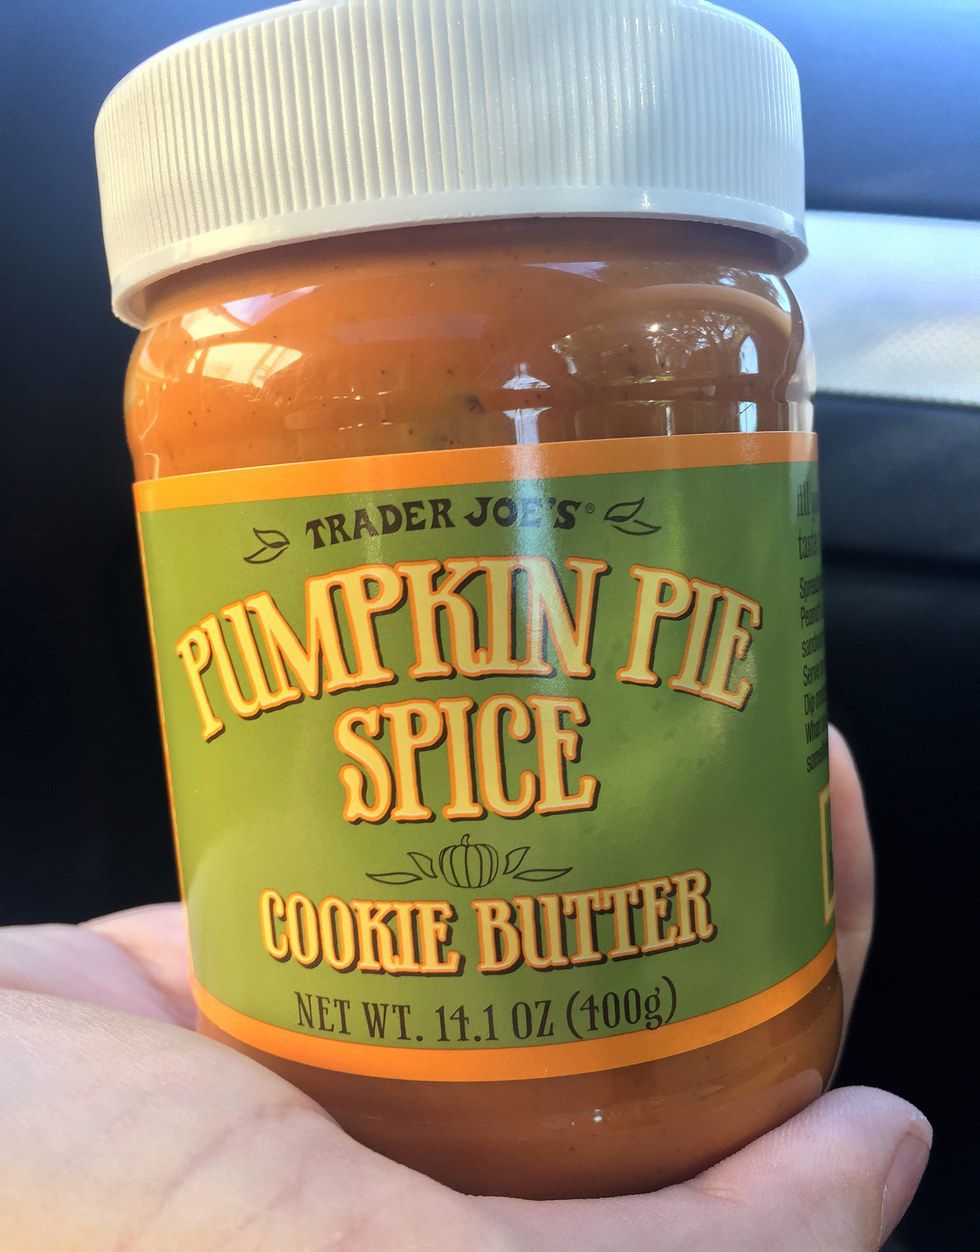 TRADER JOE'S®
PUMPKIN PIE
SPICE
COOKIE BUTTER
NET WT. 14.1 OZ (400g)